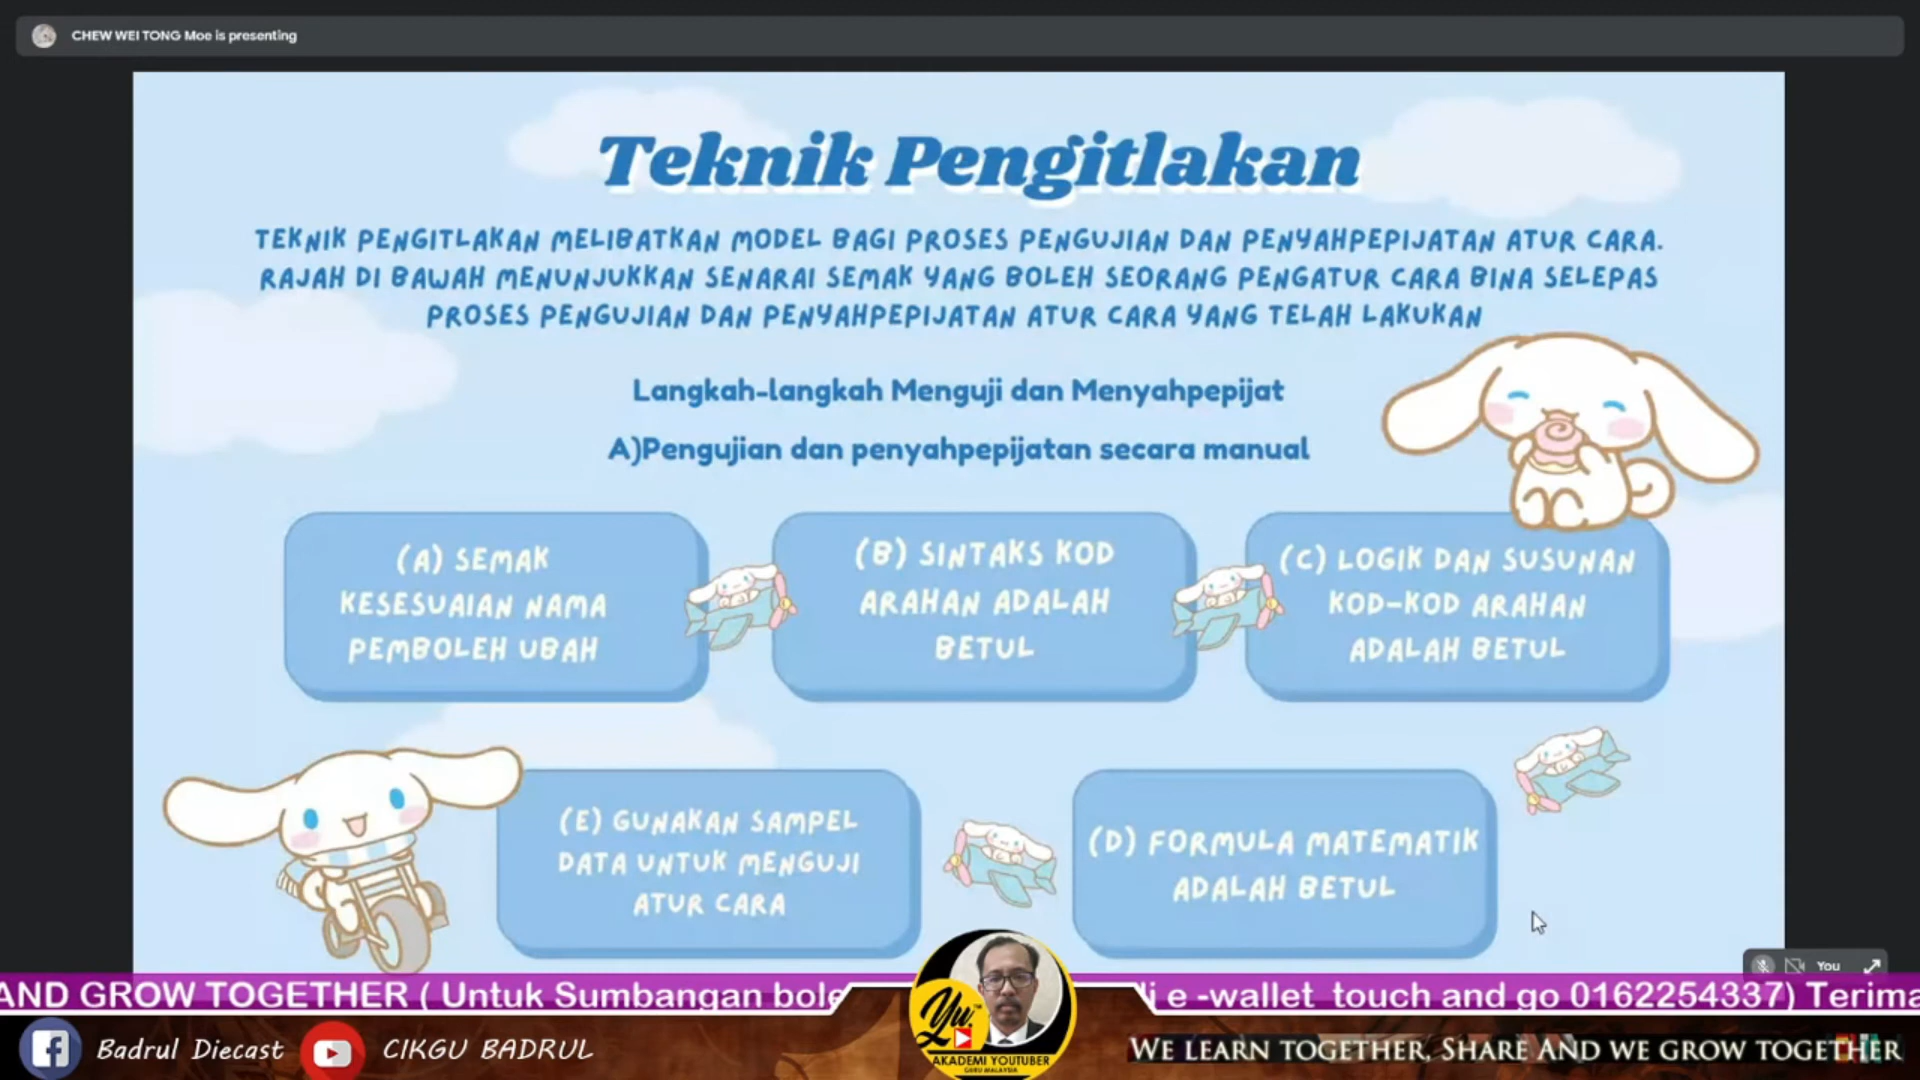 CHEW WEI TONG Moe is presenting
Teknik Pengitlakan
TEKNIK PENGITLAKAN MELIBATKAN MODEL BAGI PROSES PENGUJIAN DAN PENYAHPEPIJATAN ATUR CARA.
RAJAH DI BAWAH MENUNJUKKAN SENARAI SEMAK YANG BOLEH SEORANG PENGATUR CARA BINA SELEPAS
PROSES PENGUJIAN DAN PENYAHPEPIJATAN ATUR CARA YANG TELAH LAKUKAN
Langkah-langkah Menguji dan Menyahpepijat
A)Pengujian dan penyahpepijatan secara manual
(A) SEMAK
KESESUAIAN NAMA
PEMBOLEH UBAH
(B) SINTAKS KOD
ARAHAN ADALAH
BETUL
(C) LOGIK DAN SUSUNAN
KOD-KOD ARAHAN
ADALAH BETUL
(E) GUNAKAN SAMPEL
DATA UNTUK MENGUJI
ATUR CARA
(D) FORMULA MATEMATIK
ADALAH BETUL
You
AND GROW TOGETHER ( Untuk Sumbangan bole
i e -wallet touch and go 0162254337) Terima
Yu
AKADEMI YOUTUBER
GURU MALAYSIA
Badrul Diecast
CIKGU BADRUL
WE LEARN TOGETHER, SHARE AND WE GROW TOGETHER